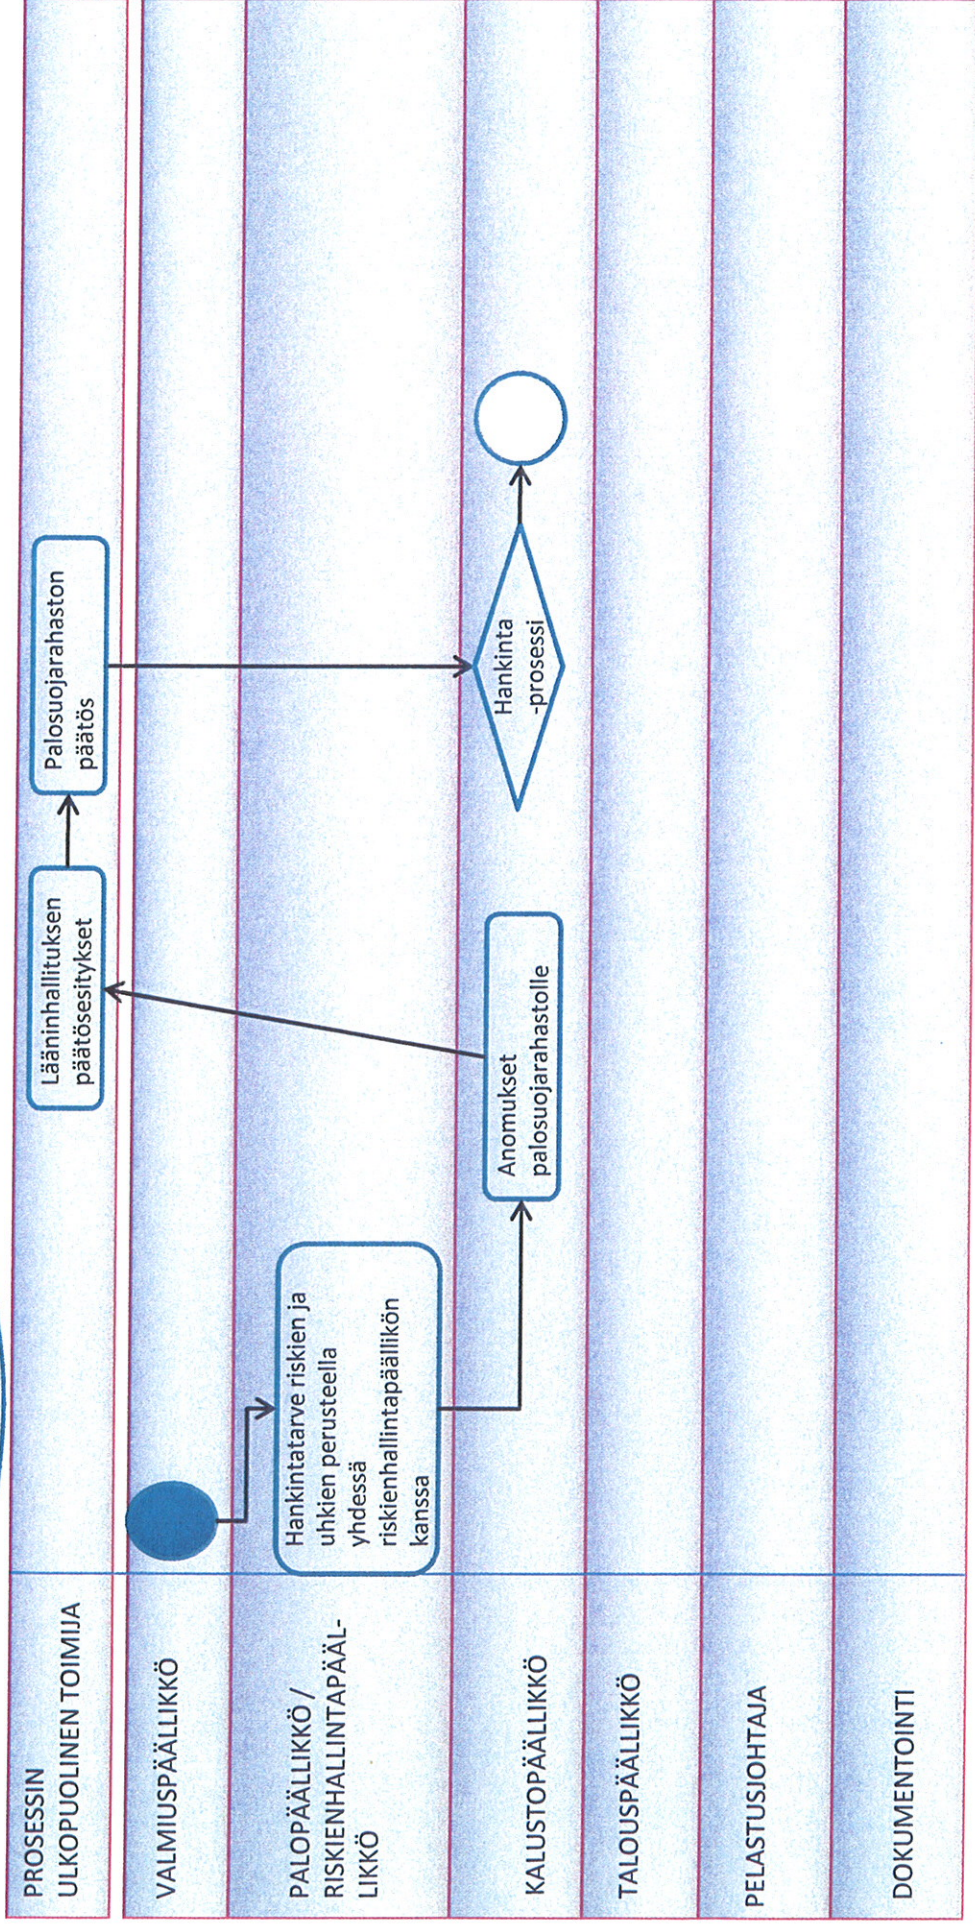 PROSESSIN
ULKOPUOLINEN TOIMIJA
Lääninhallituksen
päätösesitykset
Palosuojarahaston
päätös
VALMIUSPÄÄLLIKKÖ
PALOPÄÄLLIKKÖ /
RISKIENHALLINTAPÄÄL-
LIKKÖ
Hankintatarve riskien ja
uhkien perusteella
yhdessä
riskienhallintapäällikön
kanssa
KALUSTOPÄÄLLIKKÖ
Anomukset
palosuojarahastolle
Hankinta
-prosessi
TALOUSPÄÄLLIKKÖ
PELASTUSJOHTAJA
DOKUMENTOINTI